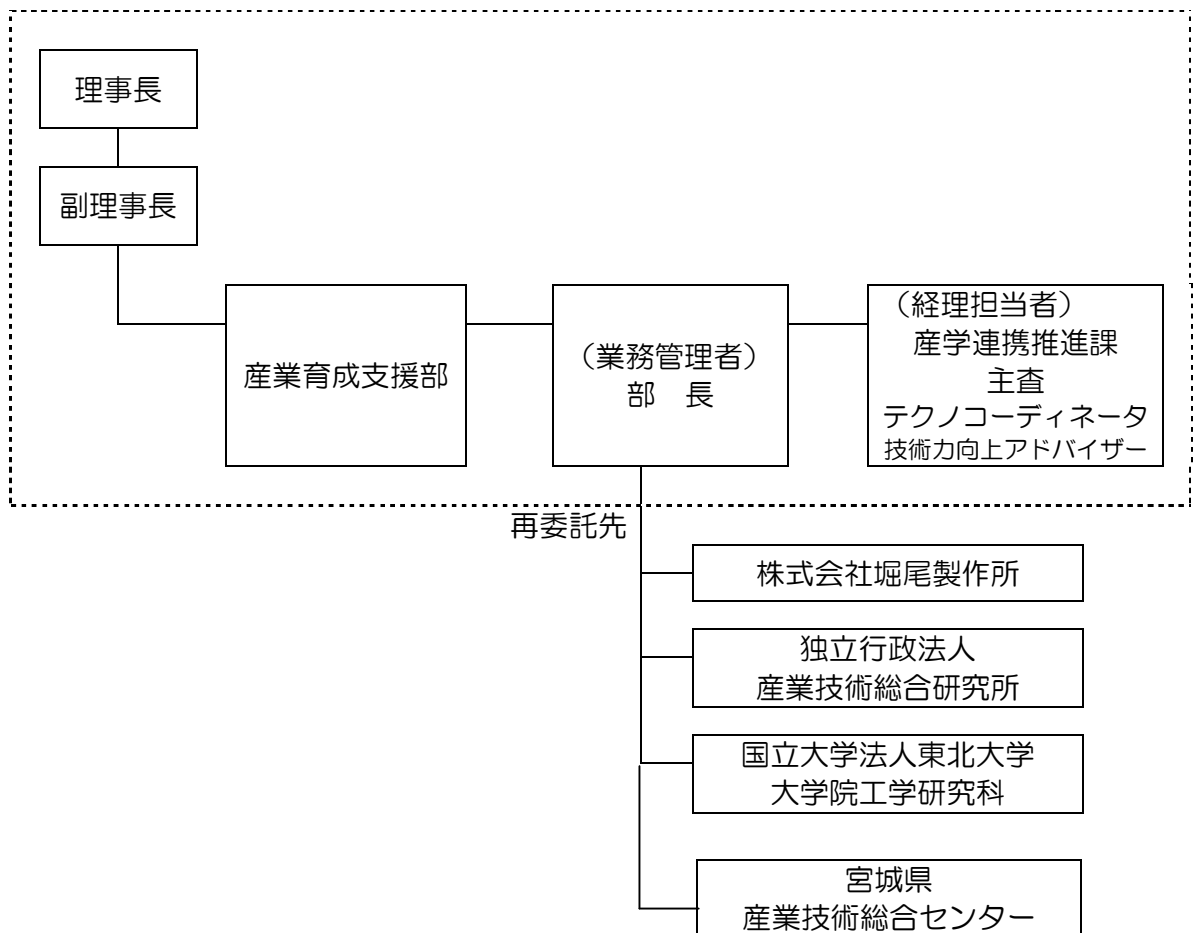 理事長
副理事長
産業育成支援部
（業務管理者）
部　長
（経理担当者）
産学連携推進課
主査
テクノコーディネータ
技術力向上アドバイザー
再委託先
株式会社堀尾製作所
独立行政法人
産業技術総合研究所
国立大学法人東北大学
大学院工学研究科
宮城県
産業技術総合センター